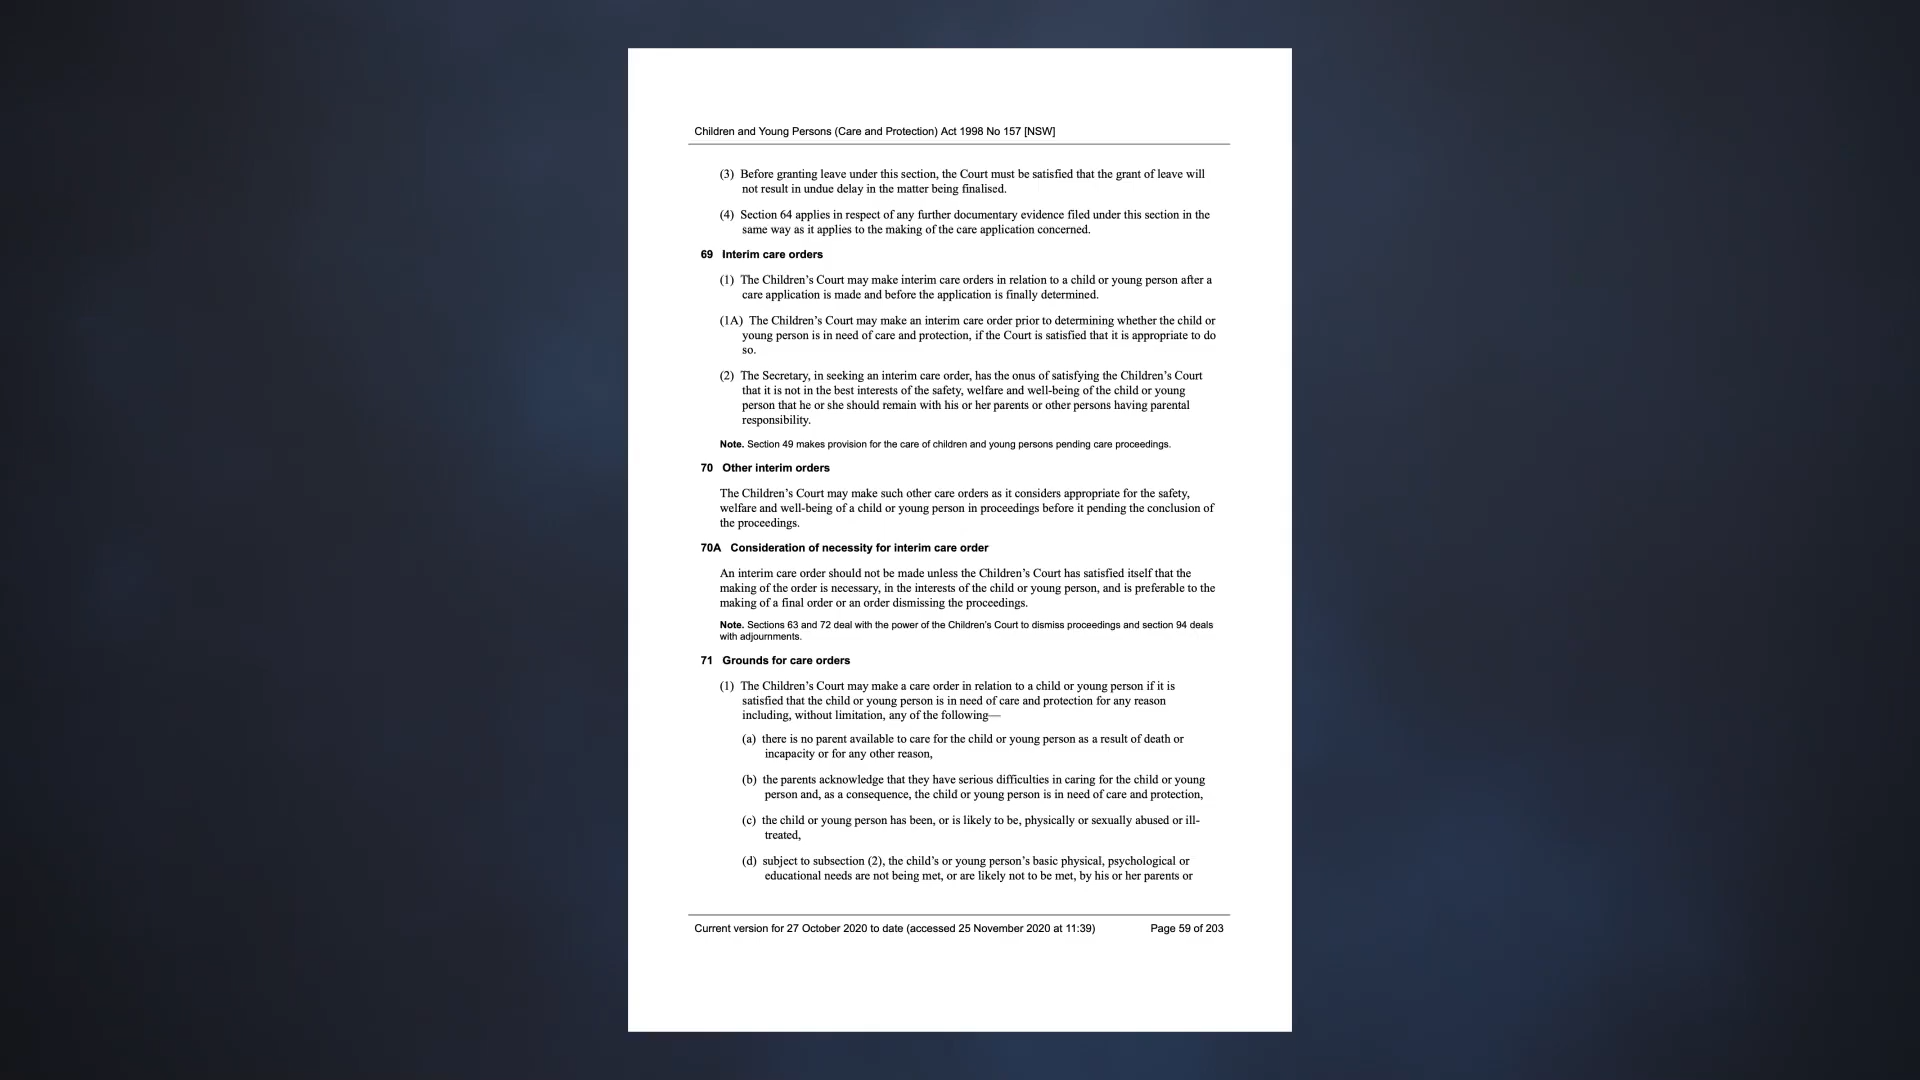 Children and Young Persons (Care and Protection) Act 1998 No 157 [NSW]
(3) Before granting leave under this section, the Court must be satisfied that the grant of leave will
not result in undue delay in the matter being finalised.
(4) Section 64 applies in respect of any further documentary evidence filed under this section in the
same way as it applies to the making of the care application concerned.
69 Interim care orders
(1) The Children’s Court may make interim care orders in relation to a child or young person after a
care application is made and before the application is finally determined.
(1A) The Children’s Court may make an interim care order prior to determining whether the child or
young person is in need of care and protection, if the Court is satisfied that it is appropriate to do
so.
(2) The Secretary, in seeking an interim care order, has the onus of satisfying the Children’s Court
that it is not in the best interests of the safety, welfare and well-being of the child or young
person that he or she should remain with his or her parents or other persons having parental
responsibility.
Note. Section 49 makes provision for the care of children and young persons pending care proceedings.
70 Other interim orders
The Children’s Court may make such other care orders as it considers appropriate for the safety,
welfare and well-being of a child or young person in proceedings before it pending the conclusion of
the proceedings.
70A Consideration of necessity for interim care order
An interim care order should not be made unless the Children’s Court has satisfied itself that the
making of the order is necessary, in the interests of the child or young person, and is preferable to the
making of a final order or an order dismissing the proceedings.
Note. Sections 63 and 72 deal with the power of the Children’s Court to dismiss proceedings and section 94 deals
with adjournments.
71 Grounds for care orders
(1) The Children’s Court may make a care order in relation to a child or young person if it is
satisfied that the child or young person is in need of care and protection for any reason
including, without limitation, any of the following—
(a) there is no parent available to care for the child or young person as a result of death or
incapacity or for any other reason,
(b) the parents acknowledge that they have serious difficulties in caring for the child or young
person and, as a consequence, the child or young person is in need of care and protection,
(c) the child or young person has been, or is likely to be, physically or sexually abused or ill-
treated,
(d) subject to subsection (2), the child’s or young person’s basic physical, psychological or
educational needs are not being met, or are likely not to be met, by his or her parents or
Current version for 27 October 2020 to date (accessed 25 November 2020 at 11:39) Page 59 of 203